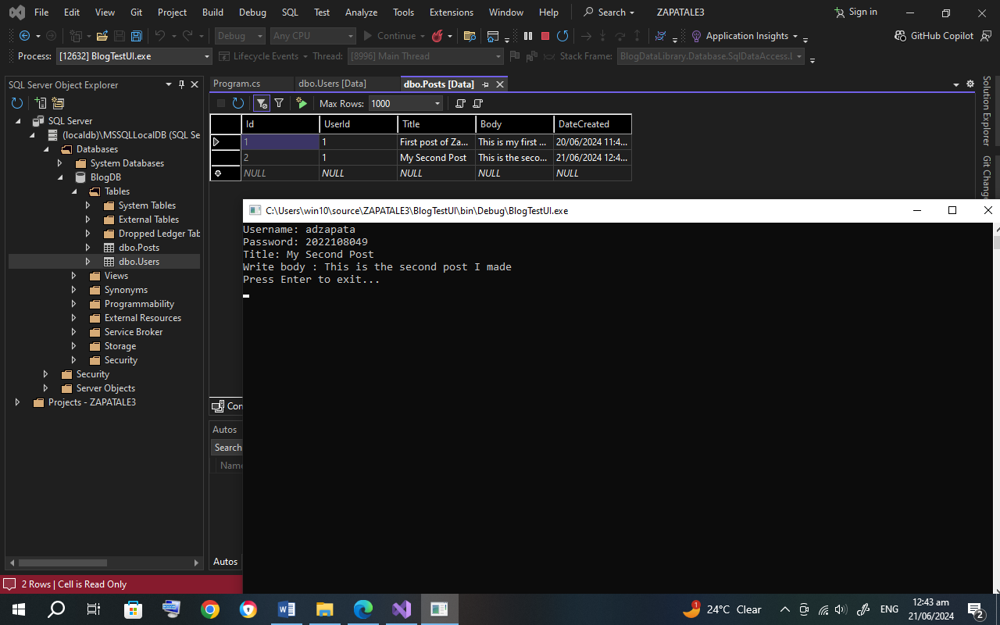 File Edit View Git Project Build Debug SQL Test Analyze Tools Extensions Window Help Search ZAPATALE3 Sign in
Debug Any CPU Continue Application Insights GitHub Copilot
Process: [12632] BlogTestUI.exe Lifecycle Events Thread: [8996] Main Thread Stack Frame: BlogDataLibrary.Database.SqlDataAccess.
SQL Server Object Explorer
Program.cs dbo.Users [Data] dbo.Posts [Data]
Max Rows: 1000
Id UserId Title Body DateCreated
1 1 First post of Za... This is my first ... 20/06/2024 11:4...
2 1 My Second Post This is the seco... 21/06/2024 12:4...
NULL NULL NULL NULL NULL
SQL Server
(localdb)\MSSQLLocalDB (SQL Se
Databases
System Databases
BlogDB
Tables
System Tables
External Tables
Dropped Ledger Tab
dbo.Posts
dbo.Users
Views
Synonyms
Programmability
External Resources
Service Broker
Storage
Security
Security
Server Objects
Projects - ZAPATALE3
Solution Explorer
Git Chang
C:\Users\win10\source\ZAPATALE3\BlogTestUI\bin\Debug\BlogTestUI.exe
Username: adzapata
Password: 2022108049
Title: My Second Post
Write body : This is the second post I made
Press Enter to exit...
Con
Autos
Search
Name
Autos
2 Rows | Cell is Read Only
1 24°C Clear ENG 12:43 am
21/06/2024 2